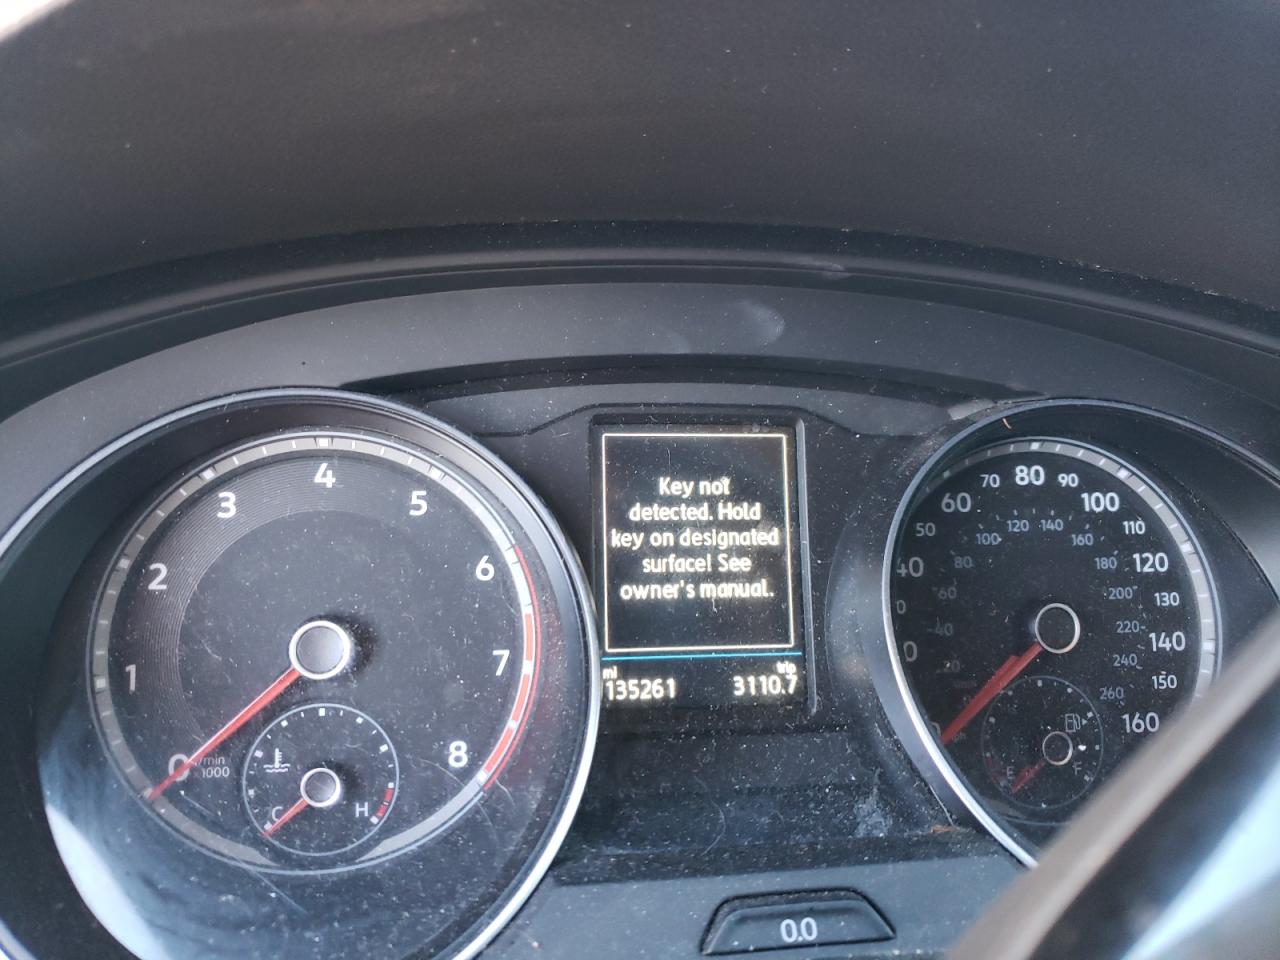 Key not
detected. Hold
key on designated
surface! See
owner's manual.
mi
135261
trip
3110.7
0
1
2
3
4
5
6
7
8
1/min
x1000
C
H
40
50
60
70
80
90
100
110
120
130
140
150
160
20
40
60
80
100
120
140
160
180
200
220
240
260
E
F
0.0